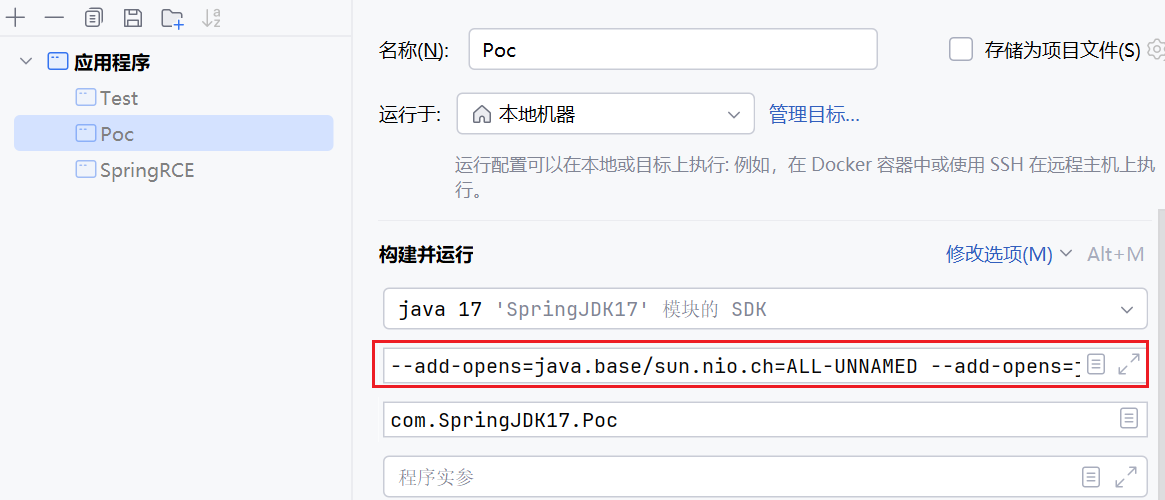 应用程序
Test
Poc
SpringRCE
名称(N): Poc 存储为项目文件(S)
运行于: 本地机器 管理目标...
运行配置可以在本地或目标上执行: 例如，在 Docker 容器中或使用 SSH 在远程主机上执
行。
构建并运行 修改选项(M) Alt+M
java 17 'SpringJDK17' 模块的 SDK
--add-opens=java.base/sun.nio.ch=ALL-UNNAMED --add-opens=
com.SpringJDK17.Poc
程序实参